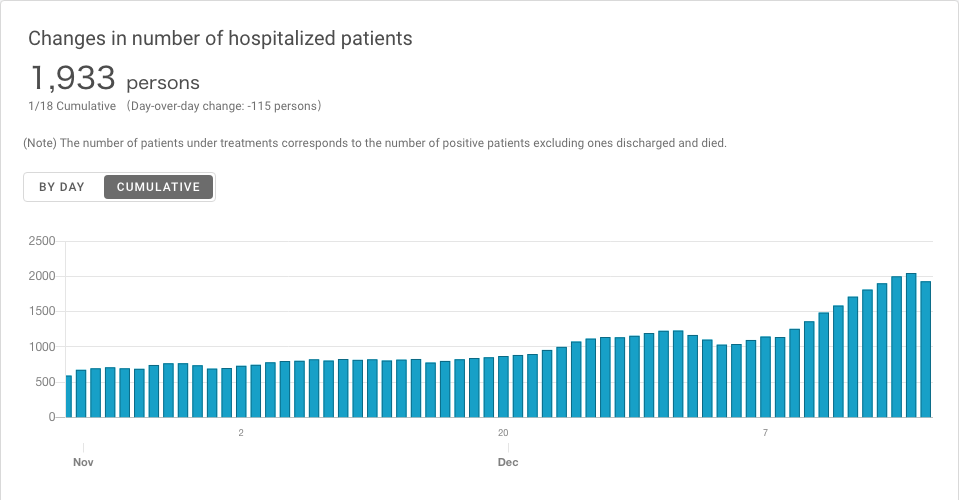 Changes in number of hospitalized patients
1,933 persons
1/18 Cumulative （Day-over-day change: -115 persons）
(Note) The number of patients under treatments corresponds to the number of positive patients excluding ones discharged and died.
BY DAY CUMULATIVE
2500
2000
1500
1000
500
0
2 20 7
Nov Dec